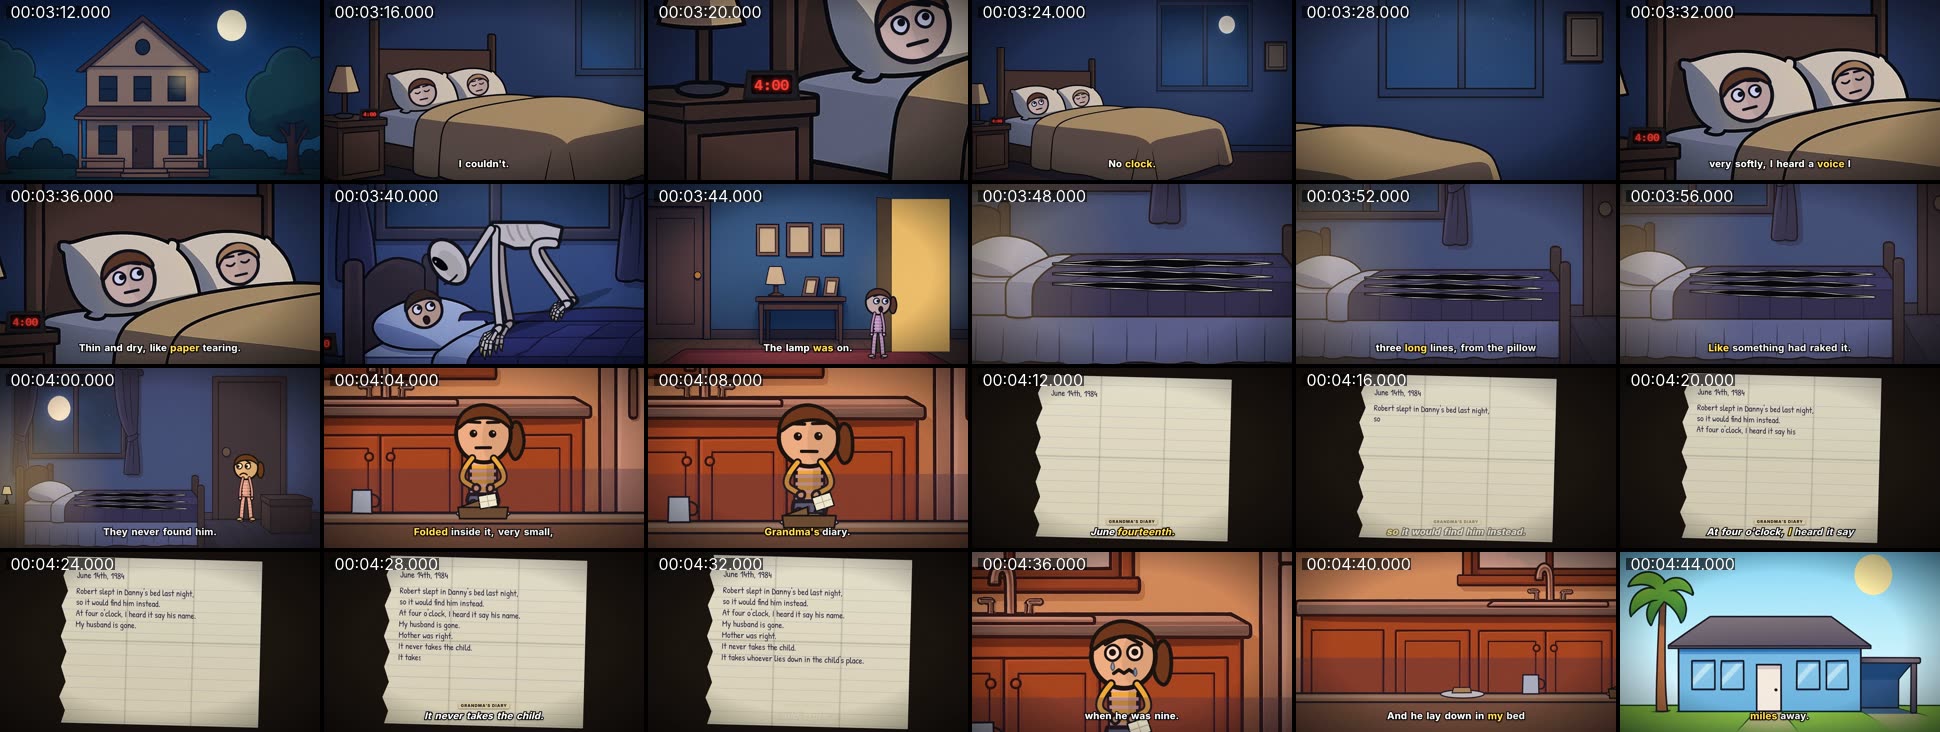 00:03:12.000
00:03:16.000
I couldn't.
00:03:20.000
4:00
00:03:24.000
No clock.
00:03:28.000
00:03:32.000
4:00
very softly, I heard a voice I
00:03:36.000
4:00
Thin and dry, like paper tearing.
00:03:40.000
00:03:44.000
The lamp was on.
00:03:48.000
00:03:52.000
three long lines, from the pillow
00:03:56.000
Like something had raked it.
00:04:00.000
They never found him.
00:04:04.000
Folded inside it, very small,
00:04:08.000
Grandma's diary.
00:04:12.000
June 14th, 1984
GRANDMA'S DIARY
June fourteenth.
00:04:16.000
June 14th, 1984
Robert slept in Danny's bed last night,
so
GRANDMA'S DIARY
so it would find him instead.
00:04:20.000
June 14th, 1984
Robert slept in Danny's bed last night,
so it would find him instead.
At four o'clock, I heard it say his
GRANDMA'S DIARY
At four o'clock, I heard it say
00:04:24.000
June 14th, 1984
Robert slept in Danny's bed last night,
so it would find him instead.
At four o'clock, I heard it say his name.
My husband is gone.
00:04:28.000
June 14th, 1984
Robert slept in Danny's bed last night,
so it would find him instead.
At four o'clock, I heard it say his name.
My husband is gone.
Mother was right.
It never takes the child.
It takes
GRANDMA'S DIARY
It never takes the child.
00:04:32.000
June 14th, 1984
Robert slept in Danny's bed last night,
so it would find him instead.
At four o'clock, I heard it say his name.
My husband is gone.
Mother was right.
It never takes the child.
It takes whoever lies down in the child's place.
00:04:36.000
when he was nine.
00:04:40.000
And he lay down in my bed
00:04:44.000
miles away.